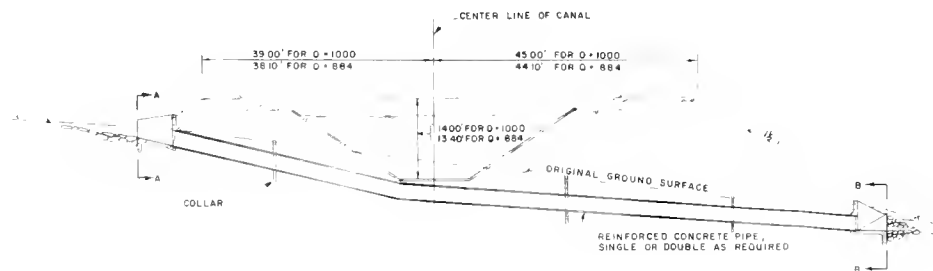 CENTER LINE OF CANAL
39.00' FOR Q = 1000
38.10' FOR Q = 884
45.00' FOR Q = 1000
44.10' FOR Q = 884
A
14.00' FOR Q = 1000
13.40' FOR Q = 884
A
ORIGINAL GROUND SURFACE
B
COLLAR
REINFORCED CONCRETE PIPE,
SINGLE OR DOUBLE AS REQUIRED
B